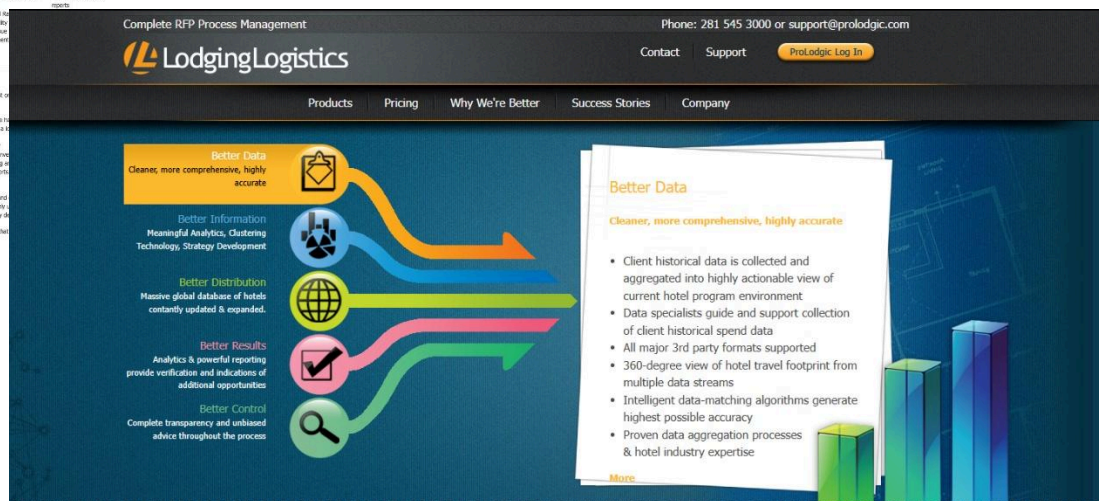 reports
Complete RFP Process Management
Phone: 281 545 3000 or support@prolodgic.com
LodgingLogistics
Contact
Support
ProLodgic Log In
Products
Pricing
Why We're Better
Success Stories
Company
Better Data
Cleaner, more comprehensive, highly
accurate
Better Information
Meaningful Analytics, Clustering
Technology, Strategy Development
Better Distribution
Massive global database of hotels
contantly updated & expanded.
Better Results
Analytics & powerful reporting
provide verification and indications of
additional opportunities
Better Control
Complete transparency and unbiased
advice throughout the process
Better Data
Cleaner, more comprehensive, highly accurate
• Client historical data is collected and
aggregated into highly actionable view of
current hotel program environment
• Data specialists guide and support collection
of client historical spend data
• All major 3rd party formats supported
• 360-degree view of hotel travel footprint from
multiple data streams
• Intelligent data-matching algorithms generate
highest possible accuracy
• Proven data aggregation processes
& hotel industry expertise
More